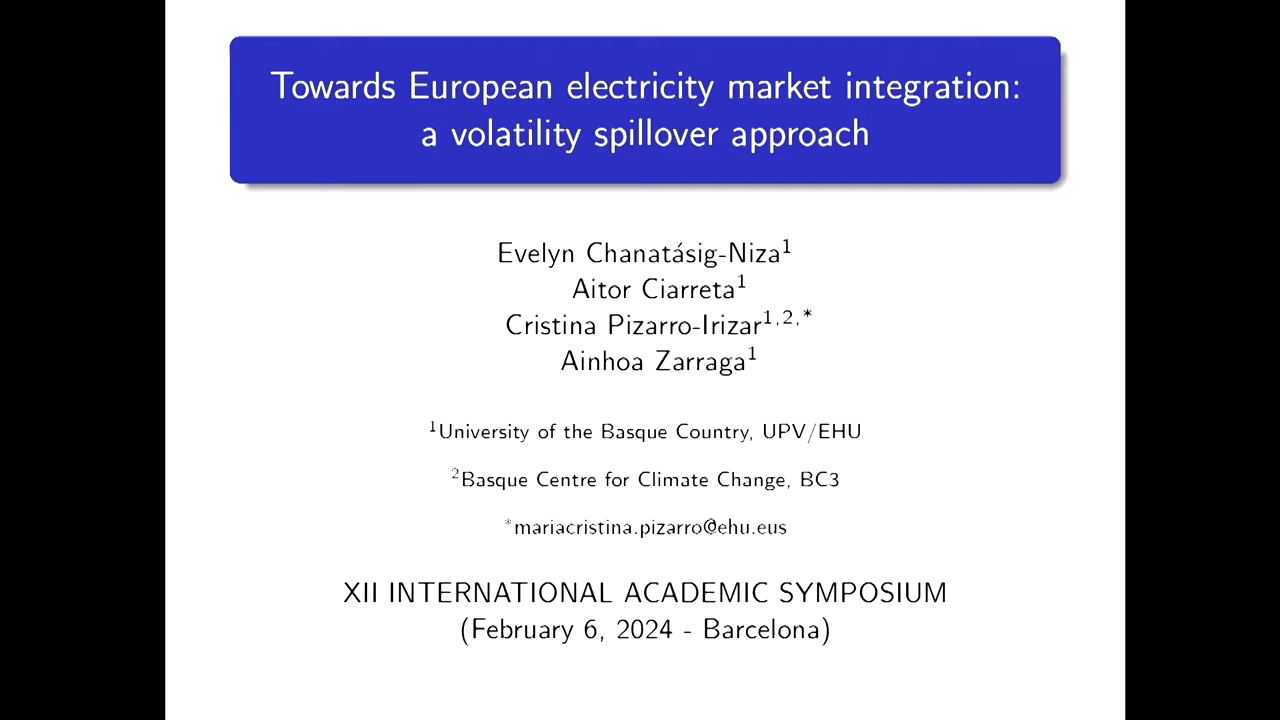 Towards European electricity market integration:
a volatility spillover approach
Evelyn Chanatásig-Niza¹
Aitor Ciarreta¹
Cristina Pizarro-Irizar¹,²,*
Ainhoa Zarraga¹
¹University of the Basque Country, UPV/EHU
²Basque Centre for Climate Change, BC3
*mariacristina.pizarro@ehu.eus
XII INTERNATIONAL ACADEMIC SYMPOSIUM
(February 6, 2024 - Barcelona)